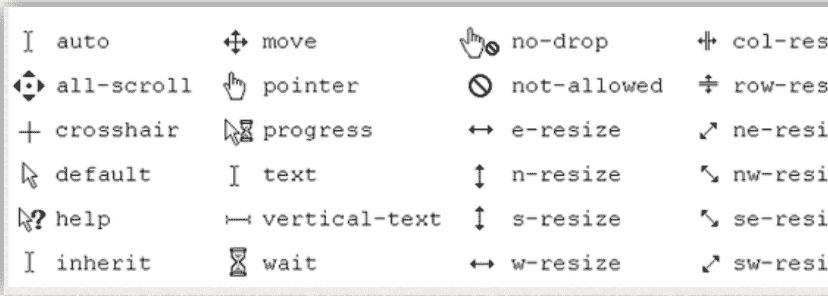 auto move no-drop col-res
all-scroll pointer not-allowed row-res
crosshair progress e-resize ne-resi
default text n-resize nw-resi
help vertical-text s-resize se-resi
inherit wait w-resize sw-resi